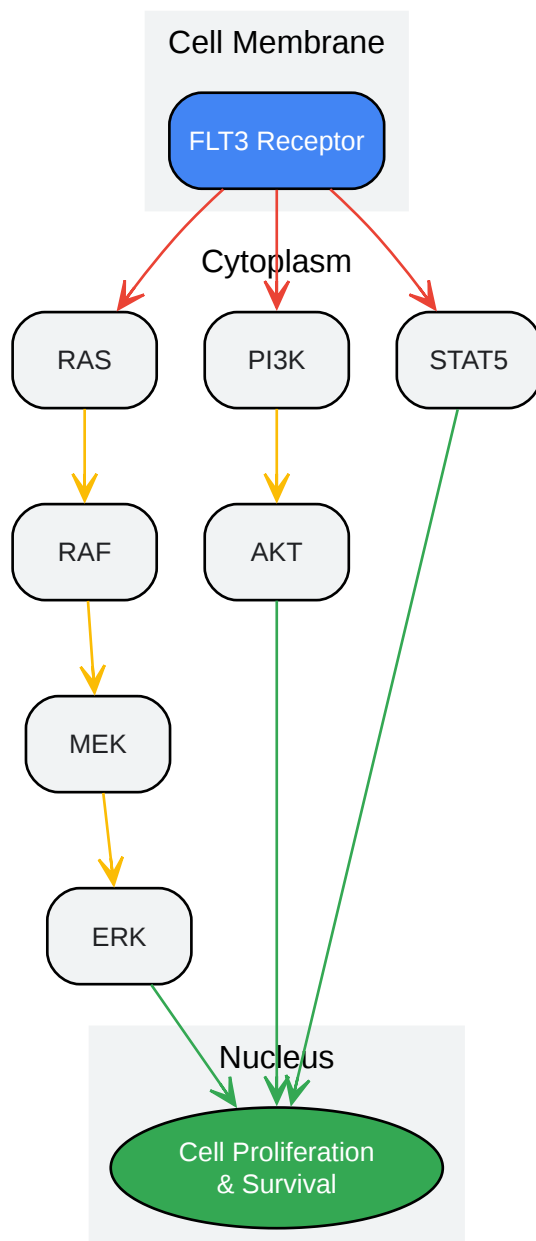 Cell Membrane
FLT3 Receptor
Cytoplasm
RAS
PI3K
STAT5
RAF
AKT
MEK
ERK
Nucleus
Cell Proliferation
& Survival